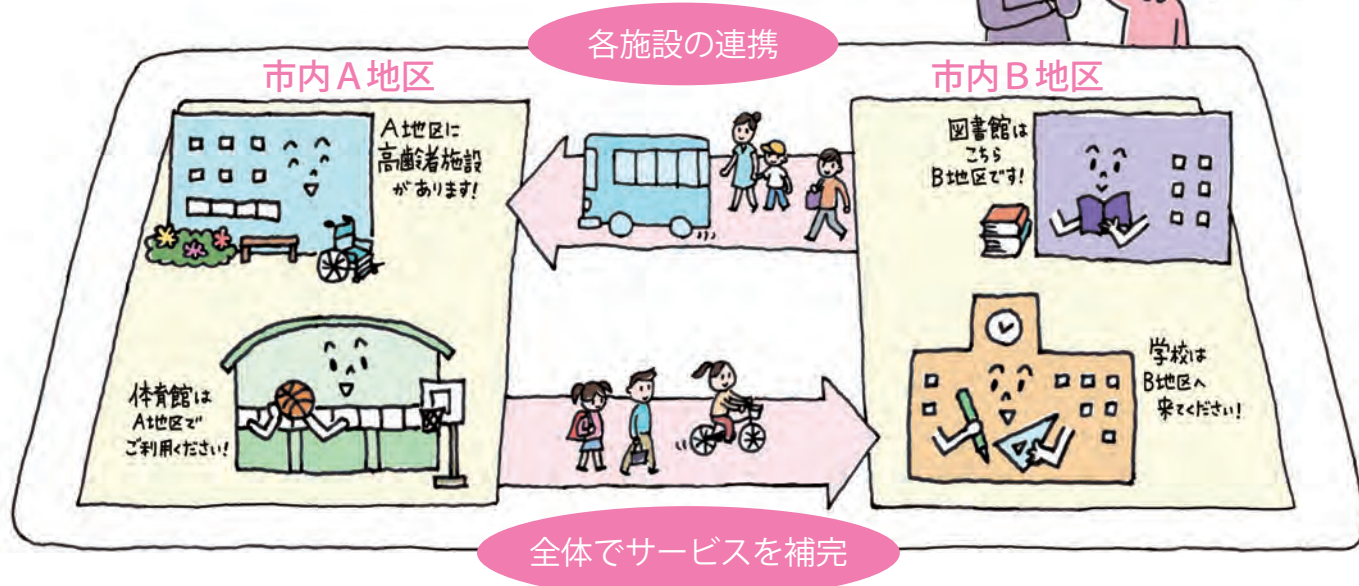 各施設の連携
市内A地区
市内B地区
A地区に
高齢者施設
があります!
図書館は
こちら
B地区です!
体育館は
A地区で
ご利用ください!
学校は
B地区へ
来てください!
全体でサービスを補完